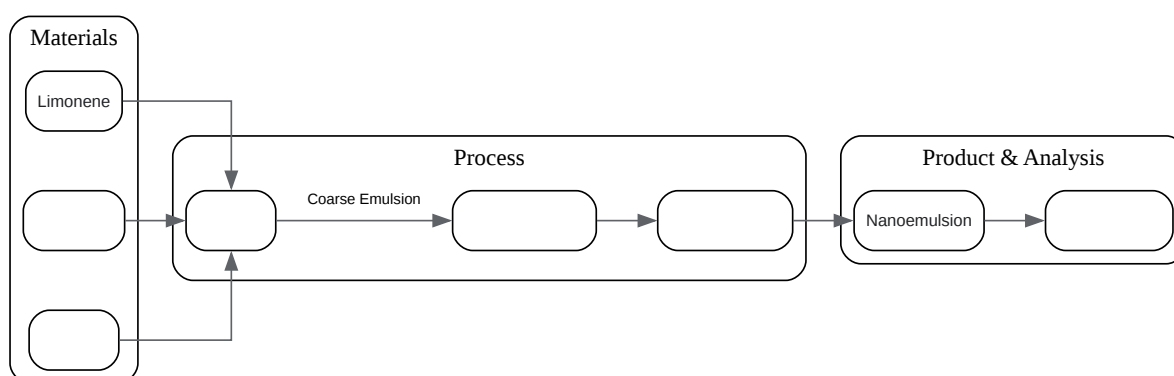 Materials
Limonene
Process
Coarse Emulsion
Product & Analysis
Nanoemulsion